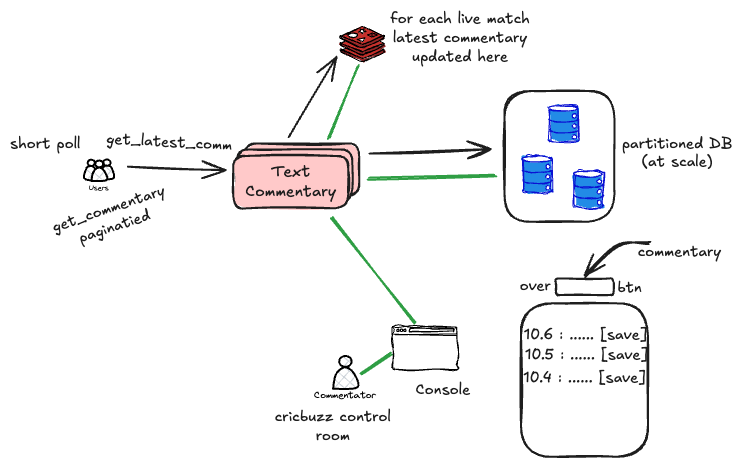 for each live match
latest commentary
updated here
short poll
get_latest_comm
Users
get_commentary
paginatied
Text
Commentary
partitioned DB
(at scale)
commentary
over
btn
10.6 : ...... [save]
10.5 : ...... [save]
10.4 : ...... [save]
Console
Commentator
cricbuzz control
room